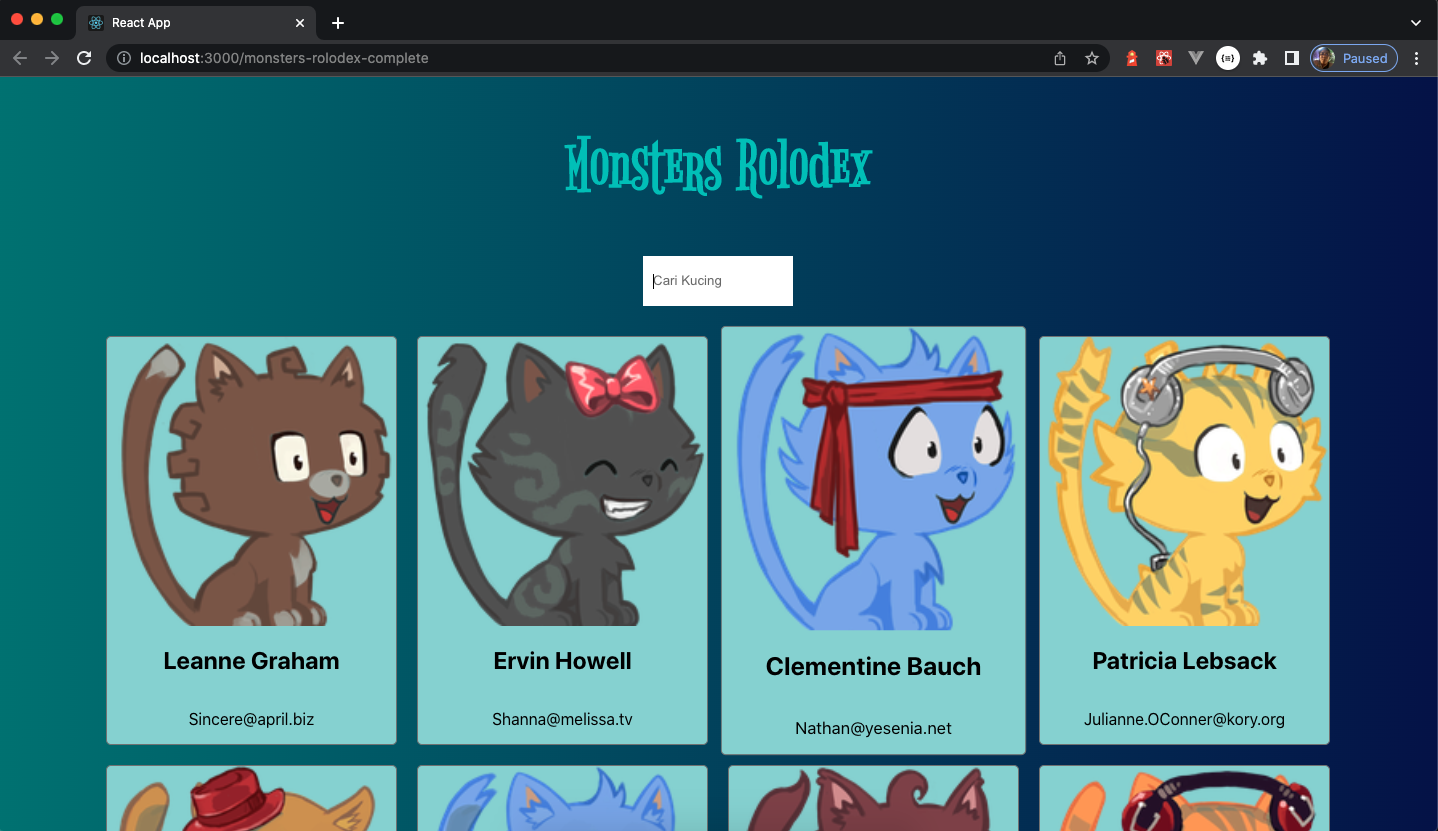 React App
localhost:3000/monsters-rolodex-complete
Paused
Monsters Rolodex
Cari Kucing
Leanne Graham
Sincere@april.biz
Ervin Howell
Shanna@melissa.tv
Clementine Bauch
Nathan@yesenia.net
Patricia Lebsack
Julianne.OConner@kory.org